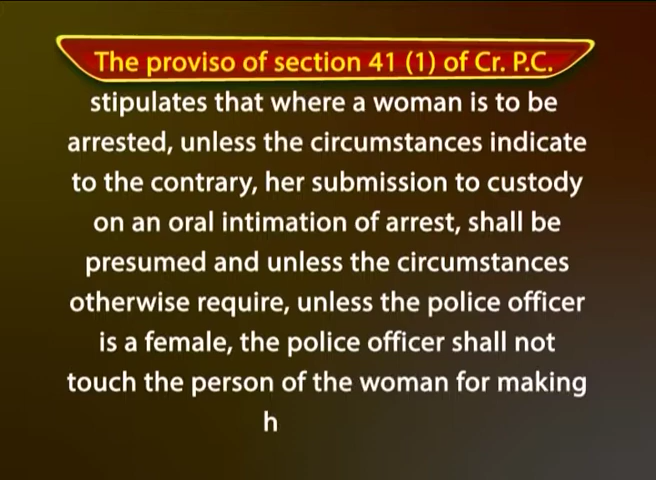 The proviso of section 41 (1) of Cr. P.C.
stipulates that where a woman is to be
arrested, unless the circumstances indicate
to the contrary, her submission to custody
on an oral intimation of arrest, shall be
presumed and unless the circumstances
otherwise require, unless the police officer
is a female, the police officer shall not
touch the person of the woman for making
h